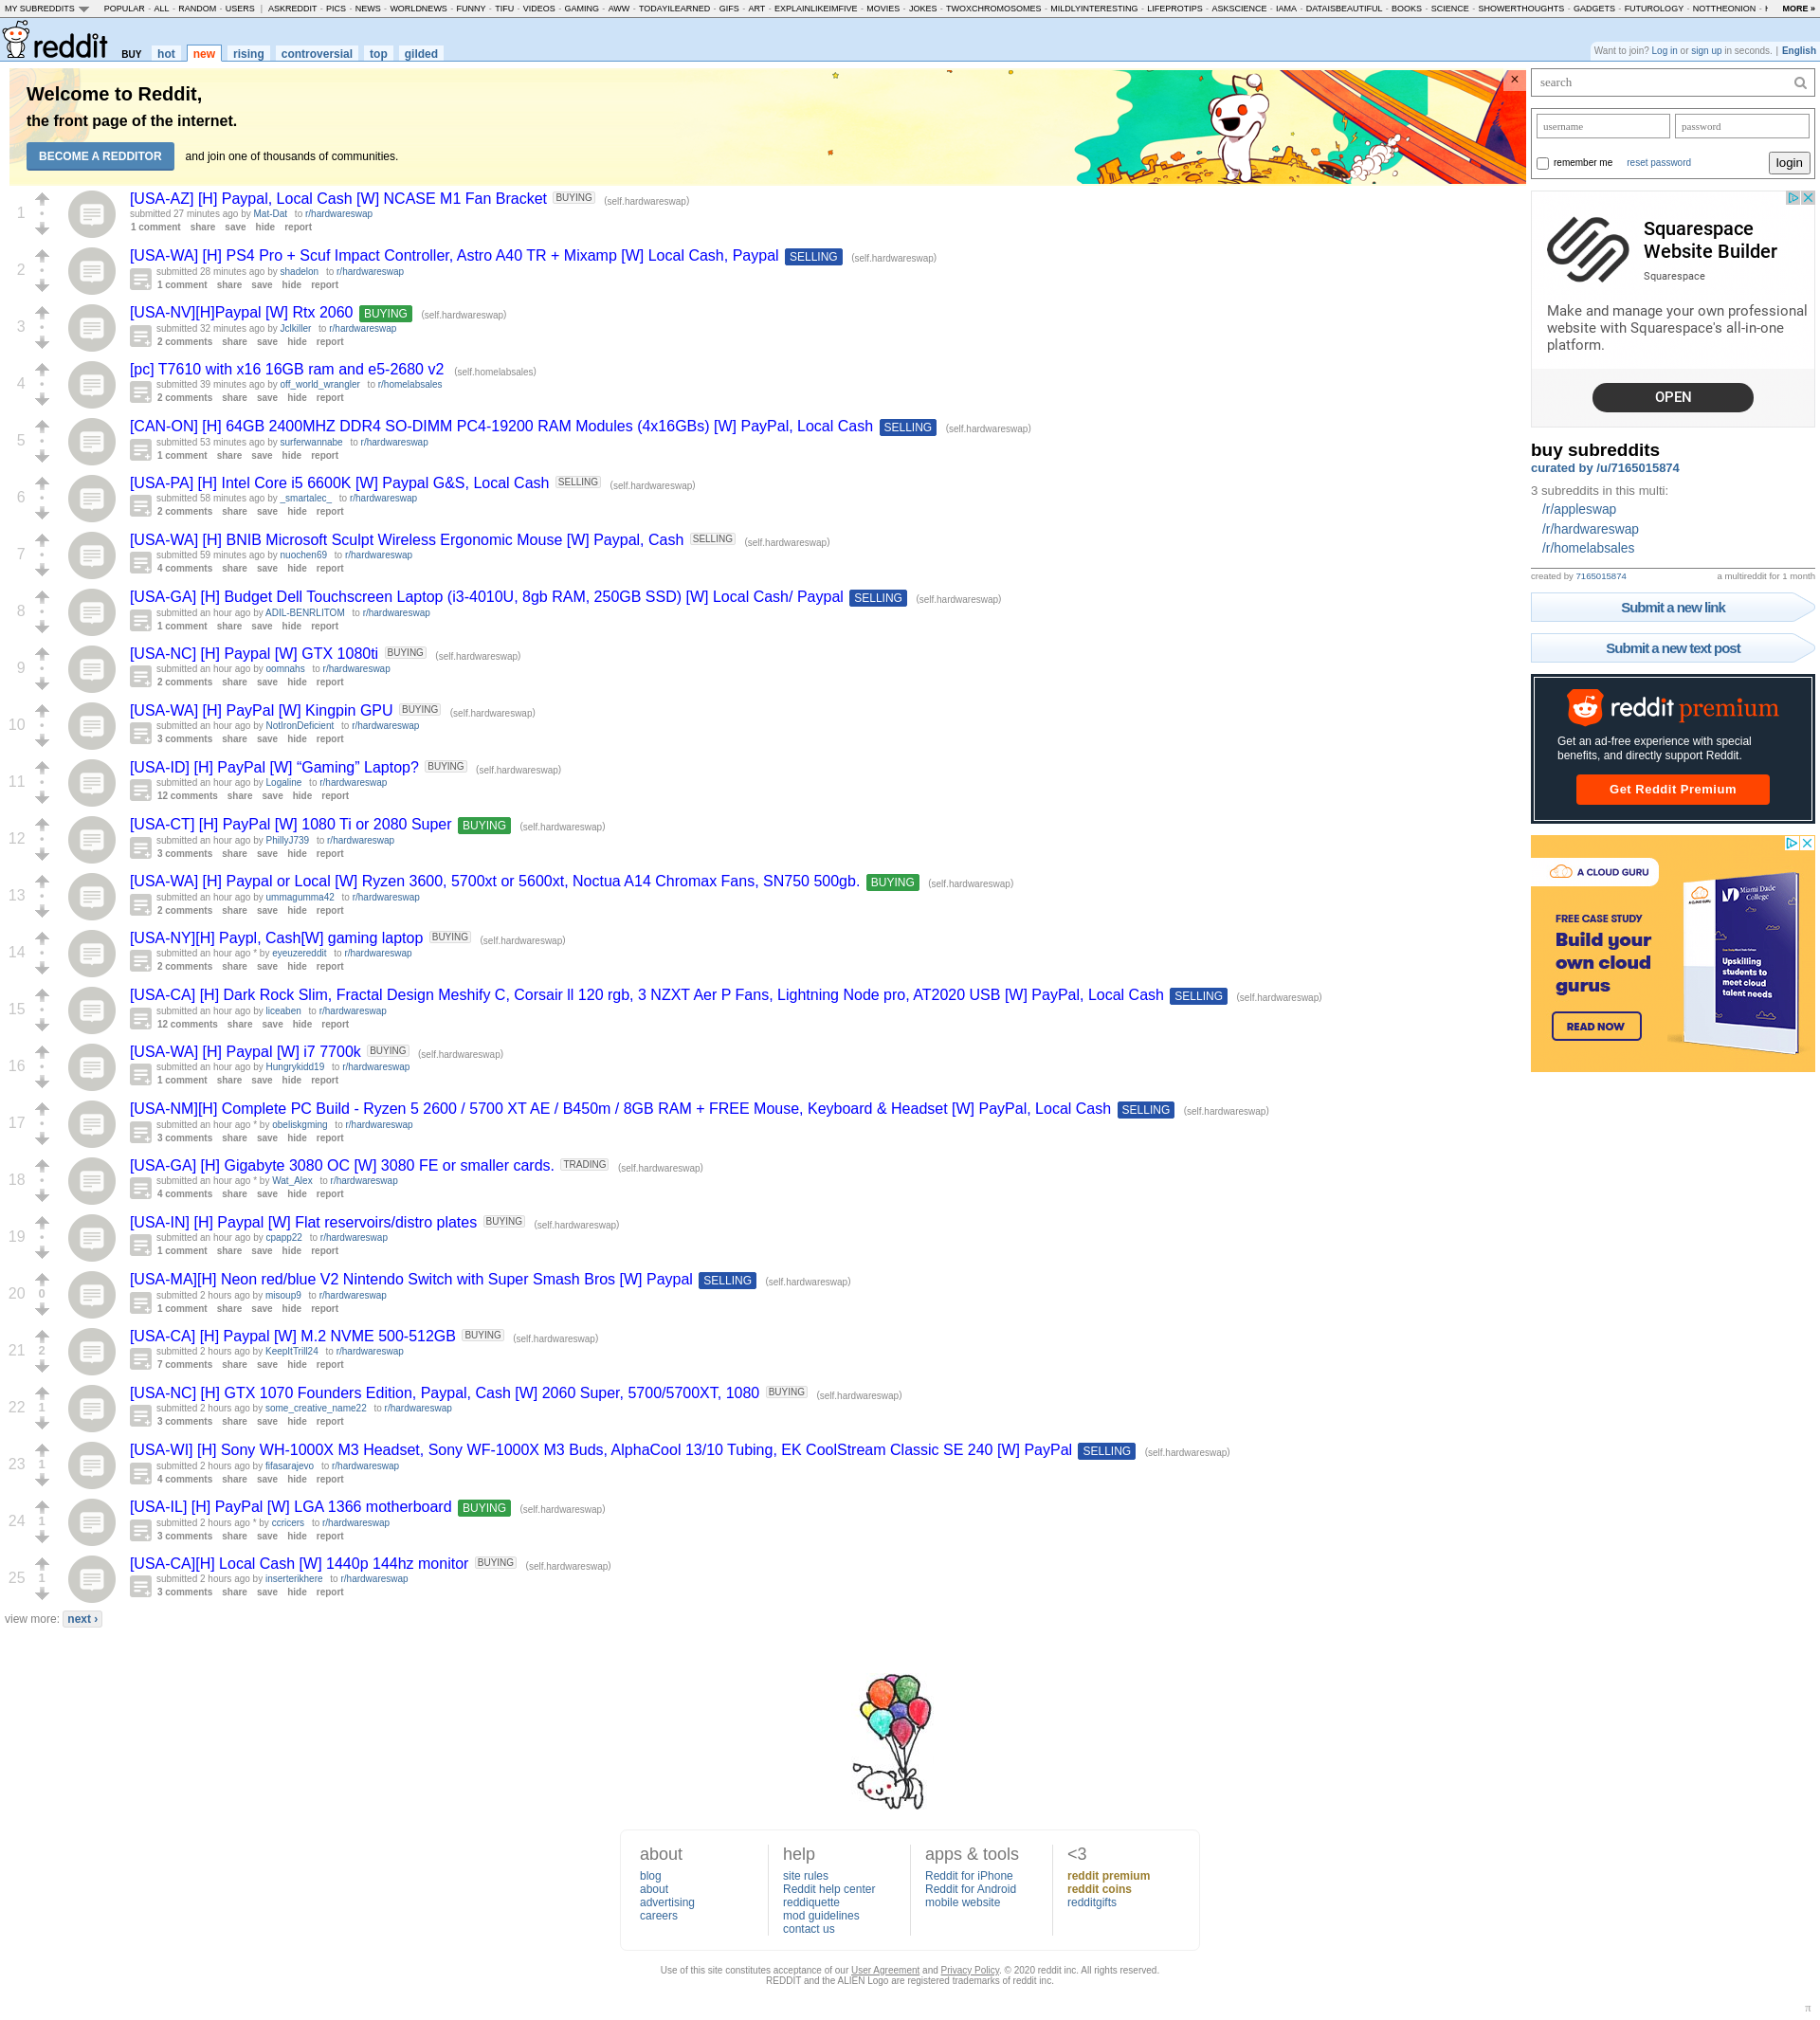 MY SUBREDDITS POPULAR - ALL - RANDOM - USERS | ASKREDDIT - PICS - NEWS - WORLDNEWS - FUNNY - TIFU - VIDEOS - GAMING - AWW - TODAYILEARNED - GIFS - ART - EXPLAINLIKEIMFIVE - MOVIES - JOKES - TWOXCHROMOSOMES - MILDLYINTERESTING - LIFEPROTIPS - ASKSCIENCE - IAMA - DATAISBEAUTIFUL - BOOKS - SCIENCE - SHOWERTHOUGHTS - GADGETS - FUTUROLOGY - NOTTHEONION - MORE »
reddit BUY hot new rising controversial top gilded
Want to join? Log in or sign up in seconds. | English
Welcome to Reddit,
the front page of the internet.
BECOME A REDDITOR and join one of thousands of communities.
×
1
[USA-AZ] [H] Paypal, Local Cash [W] NCASE M1 Fan Bracket BUYING (self.hardwareswap)
submitted 27 minutes ago by Mat-Dat to r/hardwareswap
1 comment share save hide report
2
[USA-WA] [H] PS4 Pro + Scuf Impact Controller, Astro A40 TR + Mixamp [W] Local Cash, Paypal SELLING (self.hardwareswap)
submitted 28 minutes ago by shadelon to r/hardwareswap
1 comment share save hide report
3
[USA-NV][H]Paypal [W] Rtx 2060 BUYING (self.hardwareswap)
submitted 32 minutes ago by Jclkiller to r/hardwareswap
2 comments share save hide report
4
[pc] T7610 with x16 16GB ram and e5-2680 v2 (self.homelabsales)
submitted 39 minutes ago by off_world_wrangler to r/homelabsales
2 comments share save hide report
5
[CAN-ON] [H] 64GB 2400MHZ DDR4 SO-DIMM PC4-19200 RAM Modules (4x16GBs) [W] PayPal, Local Cash SELLING (self.hardwareswap)
submitted 53 minutes ago by surferwannabe to r/hardwareswap
1 comment share save hide report
6
[USA-PA] [H] Intel Core i5 6600K [W] Paypal G&S, Local Cash SELLING (self.hardwareswap)
submitted 58 minutes ago by _smartalec_ to r/hardwareswap
2 comments share save hide report
7
[USA-WA] [H] BNIB Microsoft Sculpt Wireless Ergonomic Mouse [W] Paypal, Cash SELLING (self.hardwareswap)
submitted 59 minutes ago by nuochen69 to r/hardwareswap
4 comments share save hide report
8
[USA-GA] [H] Budget Dell Touchscreen Laptop (i3-4010U, 8gb RAM, 250GB SSD) [W] Local Cash/ Paypal SELLING (self.hardwareswap)
submitted an hour ago by ADIL-BENRLITOM to r/hardwareswap
1 comment share save hide report
9
[USA-NC] [H] Paypal [W] GTX 1080ti BUYING (self.hardwareswap)
submitted an hour ago by oomnahs to r/hardwareswap
2 comments share save hide report
10
[USA-WA] [H] PayPal [W] Kingpin GPU BUYING (self.hardwareswap)
submitted an hour ago by NotIronDeficient to r/hardwareswap
3 comments share save hide report
11
[USA-ID] [H] PayPal [W] “Gaming” Laptop? BUYING (self.hardwareswap)
submitted an hour ago by Logaline to r/hardwareswap
12 comments share save hide report
12
[USA-CT] [H] PayPal [W] 1080 Ti or 2080 Super BUYING (self.hardwareswap)
submitted an hour ago by PhillyJ739 to r/hardwareswap
3 comments share save hide report
13
[USA-WA] [H] Paypal or Local [W] Ryzen 3600, 5700xt or 5600xt, Noctua A14 Chromax Fans, SN750 500gb. BUYING (self.hardwareswap)
submitted an hour ago by ummagumma42 to r/hardwareswap
2 comments share save hide report
14
[USA-NY][H] Paypl, Cash[W] gaming laptop BUYING (self.hardwareswap)
submitted an hour ago * by eyeuzereddit to r/hardwareswap
2 comments share save hide report
15
[USA-CA] [H] Dark Rock Slim, Fractal Design Meshify C, Corsair ll 120 rgb, 3 NZXT Aer P Fans, Lightning Node pro, AT2020 USB [W] PayPal, Local Cash SELLING (self.hardwareswap)
submitted an hour ago by liceaben to r/hardwareswap
12 comments share save hide report
16
[USA-WA] [H] Paypal [W] i7 7700k BUYING (self.hardwareswap)
submitted an hour ago by Hungrykidd19 to r/hardwareswap
1 comment share save hide report
17
[USA-NM][H] Complete PC Build - Ryzen 5 2600 / 5700 XT AE / B450m / 8GB RAM + FREE Mouse, Keyboard & Headset [W] PayPal, Local Cash SELLING (self.hardwareswap)
submitted an hour ago * by obeliskgming to r/hardwareswap
3 comments share save hide report
18
[USA-GA] [H] Gigabyte 3080 OC [W] 3080 FE or smaller cards. TRADING (self.hardwareswap)
submitted an hour ago * by Wat_Alex to r/hardwareswap
4 comments share save hide report
19
[USA-IN] [H] Paypal [W] Flat reservoirs/distro plates BUYING (self.hardwareswap)
submitted an hour ago by cpapp22 to r/hardwareswap
1 comment share save hide report
20 0
[USA-MA][H] Neon red/blue V2 Nintendo Switch with Super Smash Bros [W] Paypal SELLING (self.hardwareswap)
submitted 2 hours ago by misoup9 to r/hardwareswap
1 comment share save hide report
21 2
[USA-CA] [H] Paypal [W] M.2 NVME 500-512GB BUYING (self.hardwareswap)
submitted 2 hours ago by KeepItTrill24 to r/hardwareswap
7 comments share save hide report
22 1
[USA-NC] [H] GTX 1070 Founders Edition, Paypal, Cash [W] 2060 Super, 5700/5700XT, 1080 BUYING (self.hardwareswap)
submitted 2 hours ago by some_creative_name22 to r/hardwareswap
3 comments share save hide report
23 1
[USA-WI] [H] Sony WH-1000X M3 Headset, Sony WF-1000X M3 Buds, AlphaCool 13/10 Tubing, EK CoolStream Classic SE 240 [W] PayPal SELLING (self.hardwareswap)
submitted 2 hours ago by fifasarajevo to r/hardwareswap
4 comments share save hide report
24 1
[USA-IL] [H] PayPal [W] LGA 1366 motherboard BUYING (self.hardwareswap)
submitted 2 hours ago * by ccricers to r/hardwareswap
3 comments share save hide report
25 1
[USA-CA][H] Local Cash [W] 1440p 144hz monitor BUYING (self.hardwareswap)
submitted 2 hours ago by inserterikhere to r/hardwareswap
3 comments share save hide report
view more: next ›
search
username password
remember me reset password login
Squarespace
Website Builder
Squarespace
Make and manage your own professional
website with Squarespace's all-in-one
platform.
OPEN
buy subreddits
curated by /u/7165015874
3 subreddits in this multi:
/r/appleswap
/r/hardwareswap
/r/homelabsales
created by 7165015874 a multireddit for 1 month
Submit a new link
Submit a new text post
reddit premium
Get an ad-free experience with special
benefits, and directly support Reddit.
Get Reddit Premium
A CLOUD GURU
FREE CASE STUDY
Build your
own cloud
gurus
READ NOW
Miami Dade
College
Upskilling
students to
meet cloud
talent needs
about
blog
about
advertising
careers
help
site rules
Reddit help center
reddiquette
mod guidelines
contact us
apps & tools
Reddit for iPhone
Reddit for Android
mobile website
<3
reddit premium
reddit coins
redditgifts
Use of this site constitutes acceptance of our User Agreement and Privacy Policy. © 2020 reddit inc. All rights reserved.
REDDIT and the ALIEN Logo are registered trademarks of reddit inc.
π